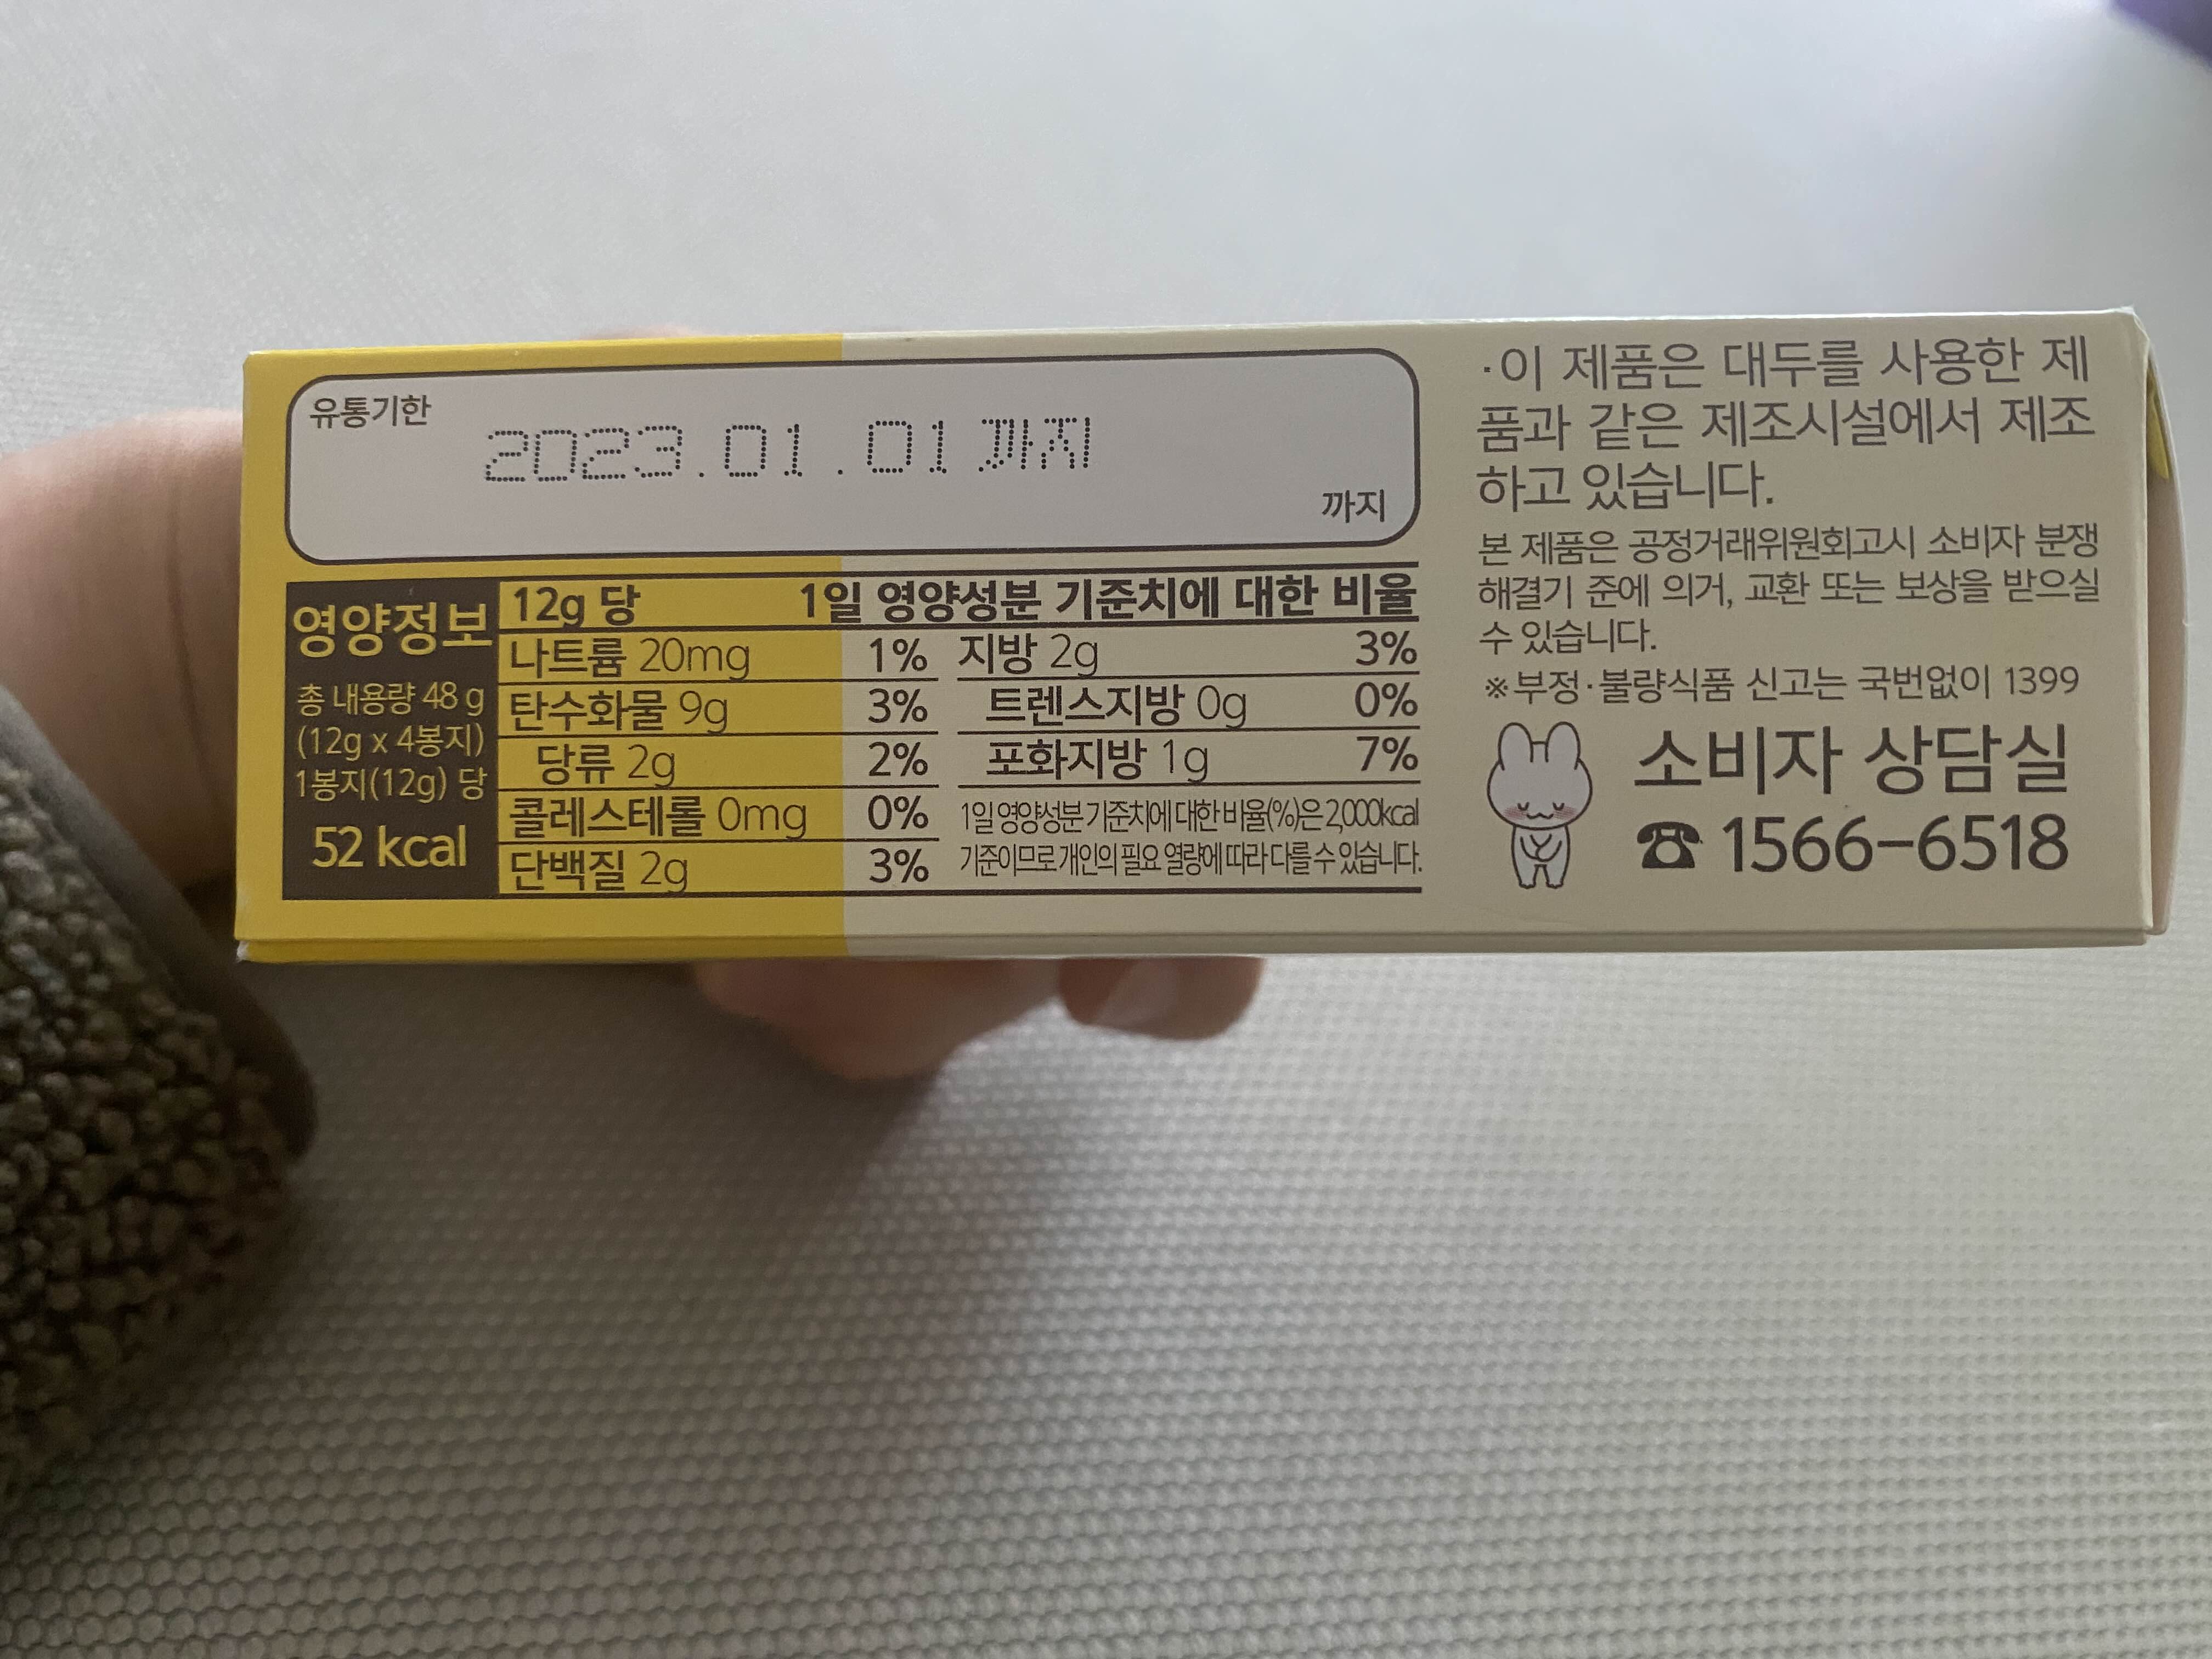 유통기한
2023.01.01 까지
까지
영양정보
총 내용량 48 g
(12g x 4봉지)
1봉지(12g) 당
52 kcal
12g 당 1일 영양성분 기준치에 대한 비율
나트륨 20mg 1%
탄수화물 9g 3%
당류 2g 2%
콜레스테롤 0mg 0%
단백질 2g 3%
지방 2g 3%
트렌스지방 0g 0%
포화지방 1g 7%
1일 영양성분 기준치에 대한 비율(%)은 2,000kcal
기준이므로 개인의 필요 열량에 따라 다를 수 있습니다.
·이 제품은 대두를 사용한 제
품과 같은 제조시설에서 제조
하고 있습니다.
본 제품은 공정거래위원회고시 소비자 분쟁
해결기 준에 의거, 교환 또는 보상을 받으실
수 있습니다.
※부정·불량식품 신고는 국번없이 1399
소비자 상담실
☎ 1566-6518